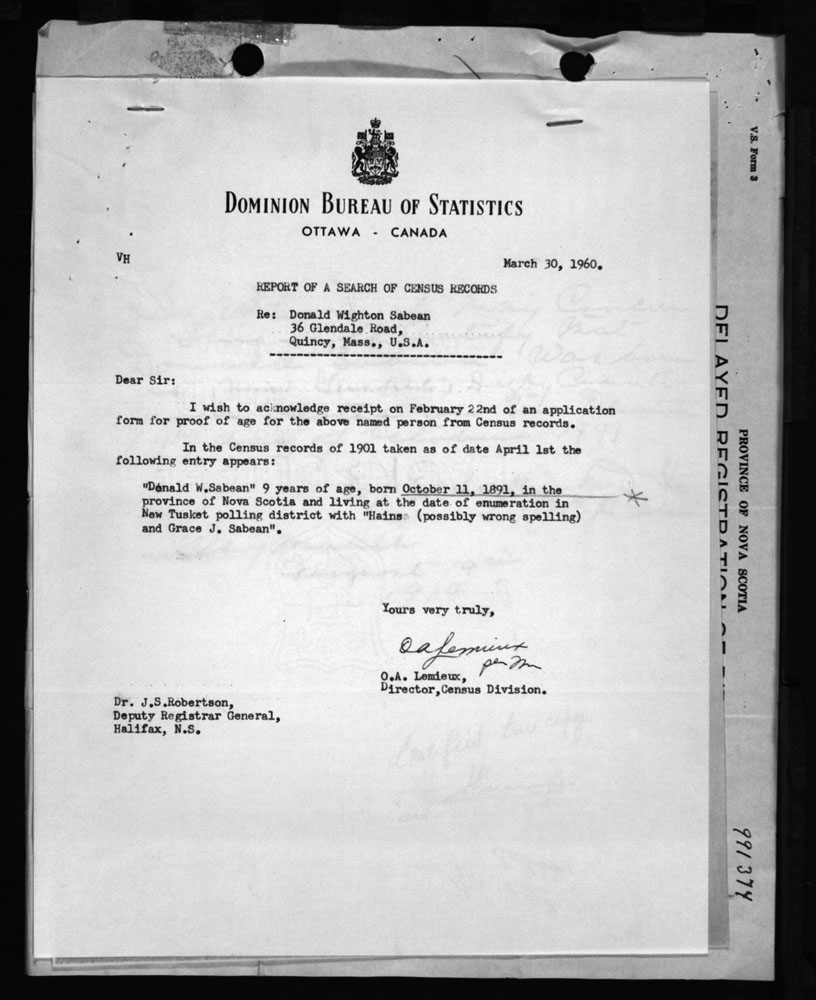 DOMINION BUREAU OF STATISTICS
OTTAWA - CANADA
VH
March 30, 1960.
REPORT OF A SEARCH OF CENSUS RECORDS
Re: Donald Wighton Sabean
36 Glendale Road,
Quincy, Mass., U.S.A.
Dear Sir:
I wish to acknowledge receipt on February 22nd of an application
form for proof of age for the above named person from Census records.
In the Census records of 1901 taken as of date April 1st the
following entry appears:
"Donald W.Sabean" 9 years of age, born October 11, 1891, in the
province of Nova Scotia and living at the date of enumeration in
New Tusket polling district with "Hains (possibly wrong spelling)
and Grace J. Sabean".
Yours very truly,
O A Lemieux
per
O.A. Lemieux,
Director,Census Division.
Dr. J.S.Robertson,
Deputy Registrar General,
Halifax, N.S.
Certified true copy
V.S. Form 3
PROVINCE OF NOVA SCOTIA
DELAYED REGISTRATION OF